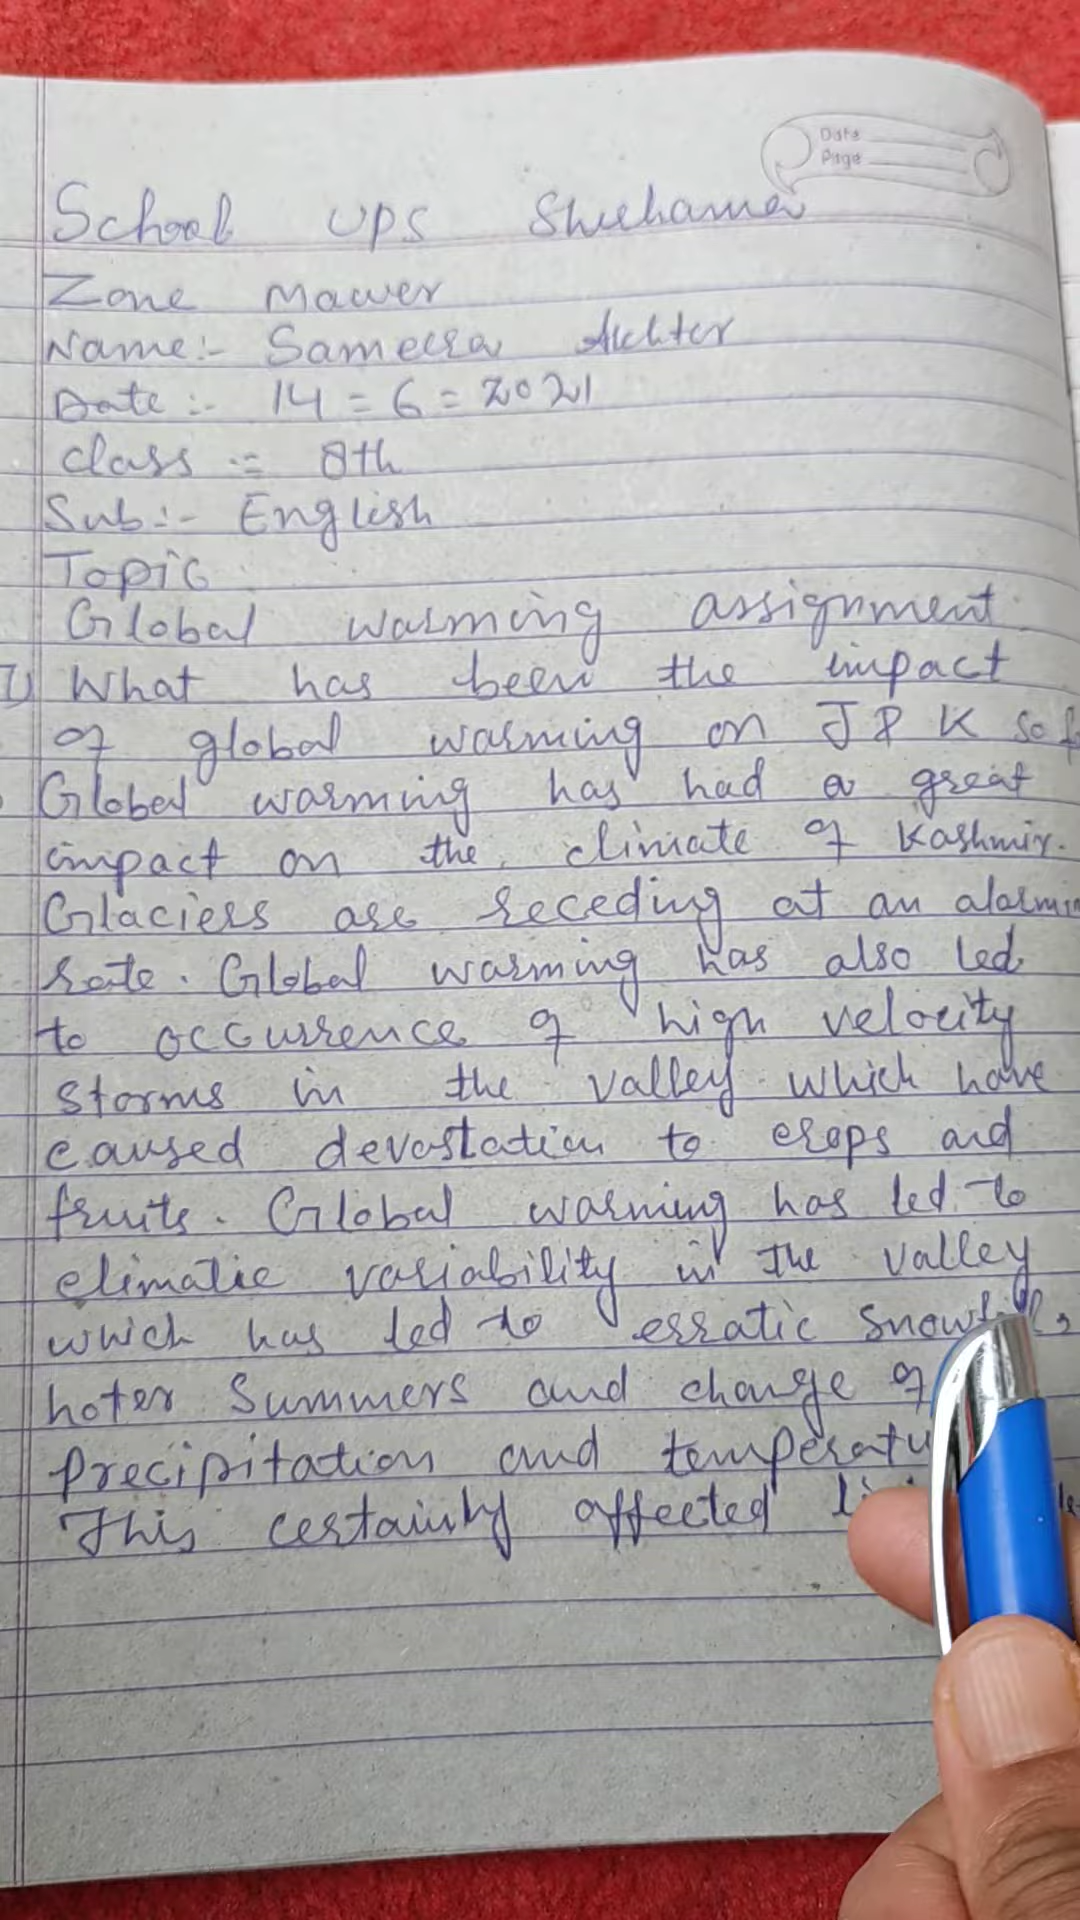 Date
Page
School UPS Shehama
Zone Mawer
Name:- Sameera Akhter
Date :- 14 = 6 = 2021
Class := 8th
Sub:- English
Topic
Global warming assignment
1) What has been the impact
of global warming on J & K so f
Global warming has had a great
impact on the climate of Kashmir.
Glaciers are receding at an alarmin
rate. Global warming has also led
to occurrence of high velocity
storms in the valley which have
caused devastation to crops and
fruits. Global warming has led to
climatic variability in the valley
which has led to erratic
hoter Summers and change of
precipitation and temperatu
This certainly affected